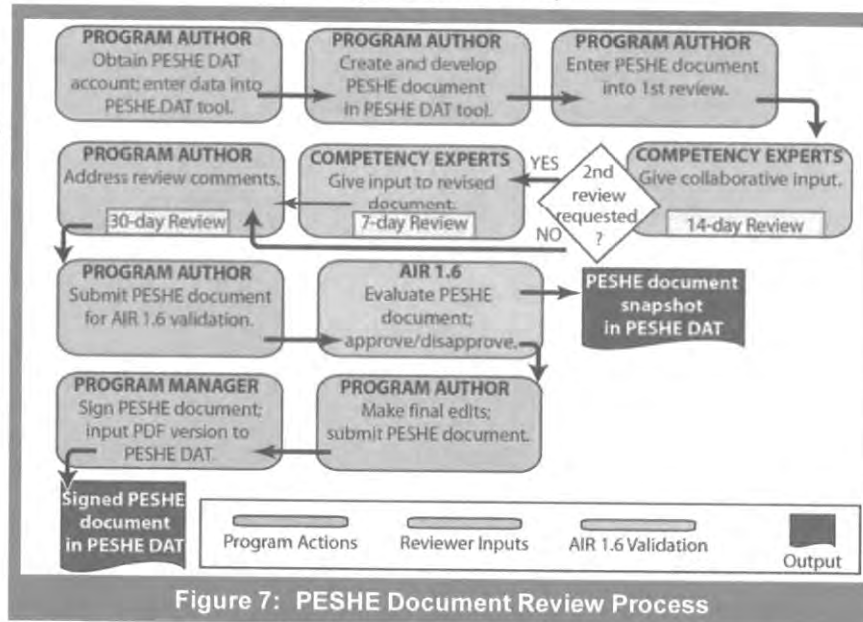 PROGRAM AUTHOR
Obtain PESHE DAT
account; enter data into
PESHE DAT tool.
PROGRAM AUTHOR
Create and develop
PESHE document
in PESHE DAT tool.
PROGRAM AUTHOR
Enter PESHE document
into 1st review.
COMPETENCY EXPERTS
Give collaborative input.
14-day Review
2nd
review
requested
?
YES
NO
COMPETENCY EXPERTS
Give input to revised
document.
7-day Review
PROGRAM AUTHOR
Address review comments.
30-day Review
PROGRAM AUTHOR
Submit PESHE document
for AIR 1.6 validation.
AIR 1.6
Evaluate PESHE
document;
approve/disapprove.
PESHE document
snapshot
in PESHE DAT
PROGRAM AUTHOR
Make final edits;
submit PESHE document.
PROGRAM MANAGER
Sign PESHE document;
input PDF version to
PESHE DAT.
Signed PESHE
document
in PESHE DAT
Program Actions
Reviewer Inputs
AIR 1.6 Validation
Output
Figure 7: PESHE Document Review Process